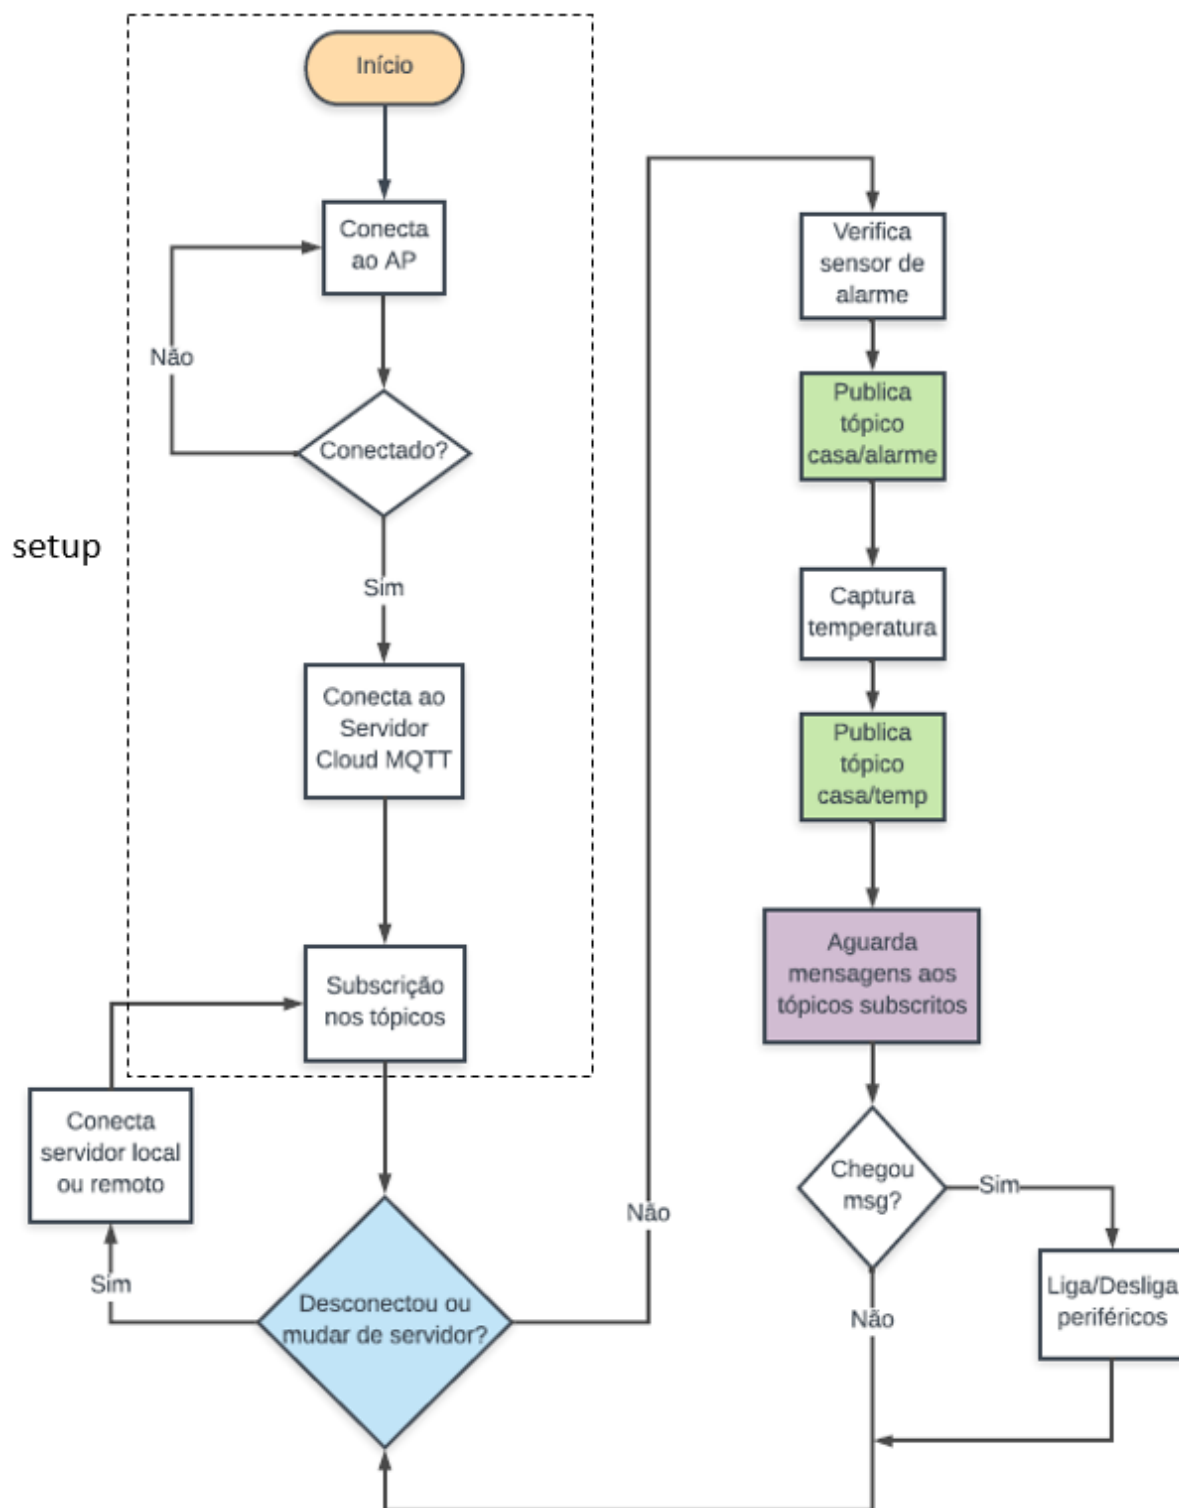 Início
Conecta
ao AP
Não
Conectado?
setup
Sim
Conecta ao
Servidor
Cloud MQTT
Subscrição
nos tópicos
Conecta
servidor local
ou remoto
Sim
Desconectou ou
mudar de servidor?
Não
Verifica
sensor de
alarme
Publica
tópico
casa/alarme
Captura
temperatura
Publica
tópico
casa/temp
Aguarda
mensagens aos
tópicos subscritos
Chegou
msg?
Sim
Não
Liga/Desliga
periféricos